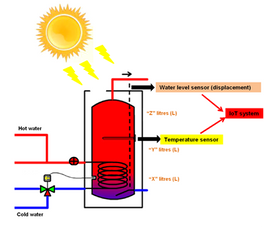 Water level sensor (displacement)
"Z" litres (L)
IoT system
Hot water
Temperature sensor
"Y" litres (L)
"X" litres (L)
Cold water